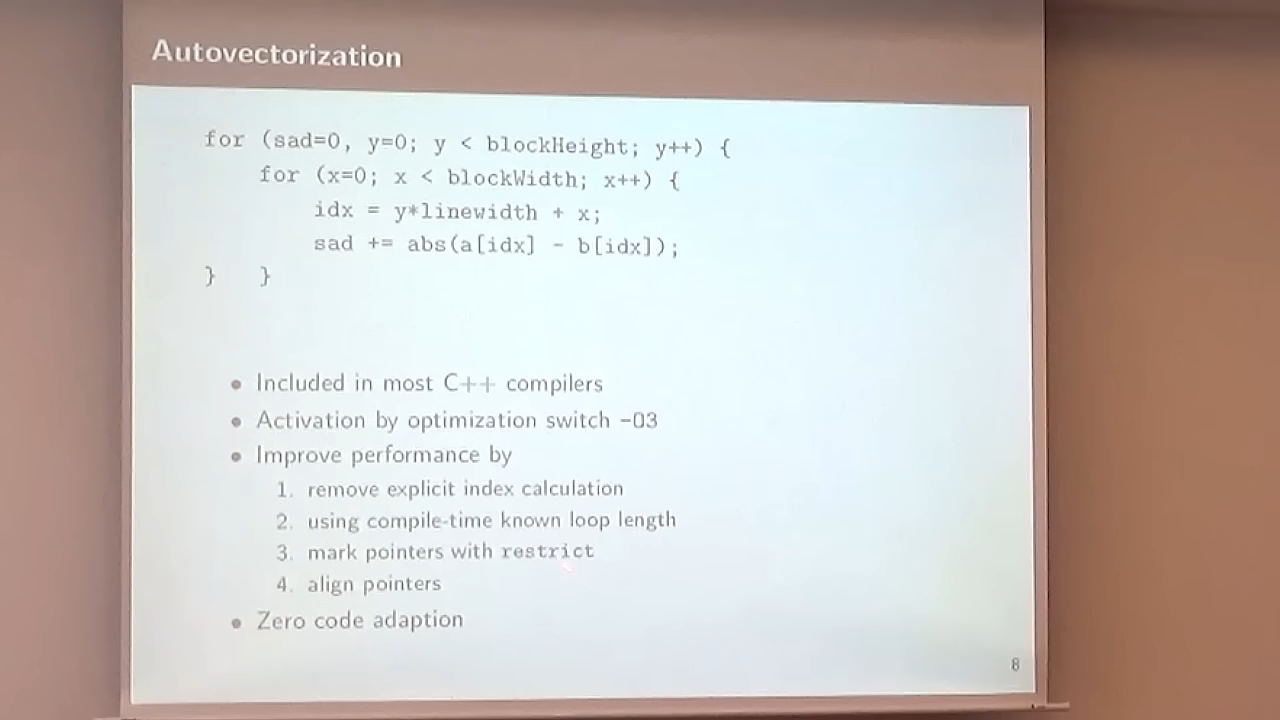 Autovectorization
for (sad=0, y=0; y < blockHeight; y++) {
for (x=0; x < blockWidth; x++) {
idx = y*linewidth + x;
sad += abs(a[idx] - b[idx]);
} }
• Included in most C++ compilers
• Activation by optimization switch -O3
• Improve performance by
1. remove explicit index calculation
2. using compile-time known loop length
3. mark pointers with restrict
4. align pointers
• Zero code adaption
8